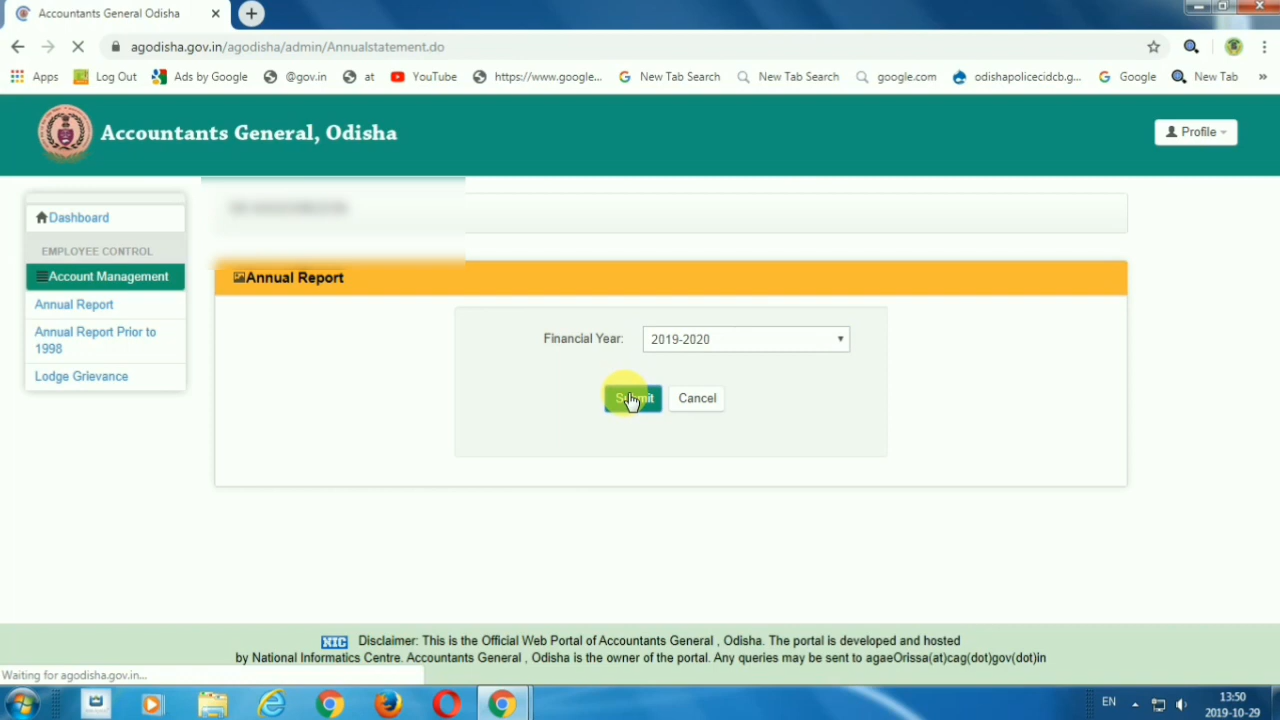 Accountants General Odisha
agodisha.gov.in/agodisha/admin/Annualstatement.do
Apps Log Out Ads by Google @gov.in at YouTube https://www.google... New Tab Search New Tab Search google.com odishapolicecidcb.g... Google New Tab »
Accountants General, Odisha
Profile
Dashboard
EMPLOYEE CONTROL
Account Management
Annual Report
Annual Report Prior to
1998
Lodge Grievance
Annual Report
Financial Year: 2019-2020
Submit Cancel
NIC Disclaimer: This is the Official Web Portal of Accountants General , Odisha. The portal is developed and hosted
by National Informatics Centre. Accountants General , Odisha is the owner of the portal. Any queries may be sent to agaeOrissa(at)cag(dot)gov(dot)in
Waiting for agodisha.gov.in...
EN 13:50
2019-10-29